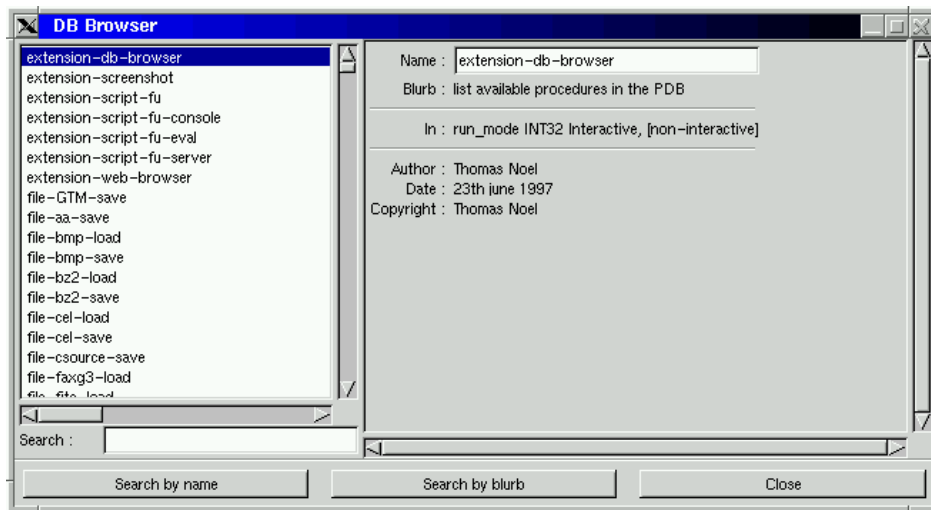 DB Browser
extension-db-browser
extension-screenshot
extension-script-fu
extension-script-fu-console
extension-script-fu-eval
extension-script-fu-server
extension-web-browser
file-GTM-save
file-aa-save
file-bmp-load
file-bmp-save
file-bz2-load
file-bz2-save
file-cel-load
file-cel-save
file-csource-save
file-faxg3-load
file-fits-load
Search :
Name : extension-db-browser
Blurb : list available procedures in the PDB
In : run_mode INT32 Interactive, [non-interactive]
Author : Thomas Noel
Date : 23th june 1997
Copyright : Thomas Noel
Search by name
Search by blurb
Close